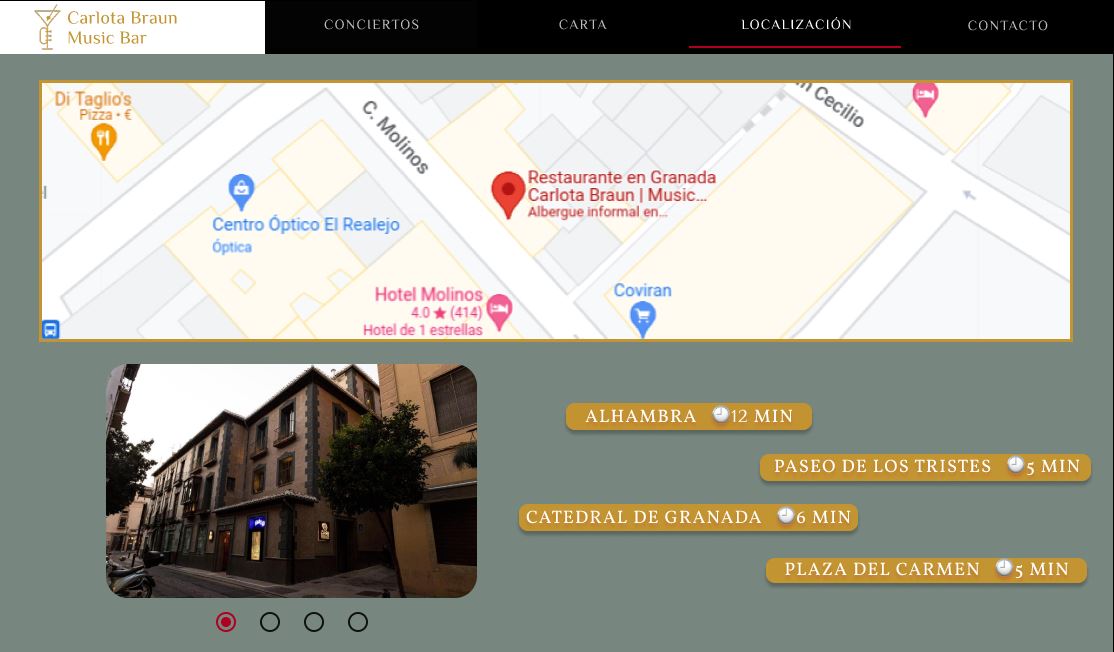 Carlota Braun
Music Bar
CONCIERTOS
CARTA
LOCALIZACIÓN
CONTACTO
Di Taglio's
Pizza • €
C. Molinos
n Cecilio
Restaurante en Granada
Carlota Braun | Music...
Albergue informal en...
Centro Óptico El Realejo
Óptica
Hotel Molinos
4.0 ★ (414)
Hotel de 1 estrellas
Coviran
ALHAMBRA 🕘12 MIN
PASEO DE LOS TRISTES 🕘5 MIN
CATEDRAL DE GRANADA 🕘6 MIN
PLAZA DEL CARMEN 🕘5 MIN